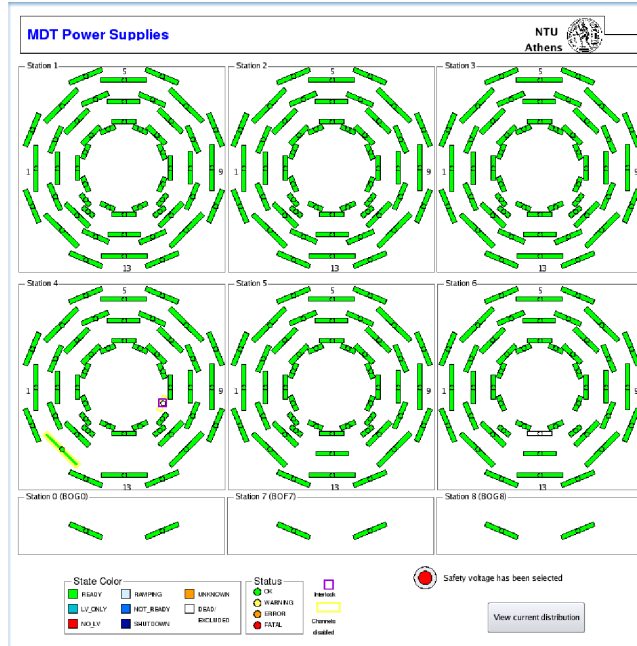 MDT Power Supplies
NTU
Athens
Station 1
Station 2
Station 3
5
5
5
1
9
1
9
1
9
13
13
13
Station 4
Station 5
Station 6
5
5
5
1
9
1
9
1
9
13
13
13
Station 0 (BOG0)
Station 7 (BOF7)
Station 8 (BOG8)
State Color
READY
RAMPING
UNKNOWN
LV_ONLY
NOT_READY
DEAD/
EXCLUDED
NO_LV
SHUTDOWN
Status
OK
WARNING
ERROR
FATAL
Interlock
Channels
disabled
Safety voltage has been selected
View current distribution